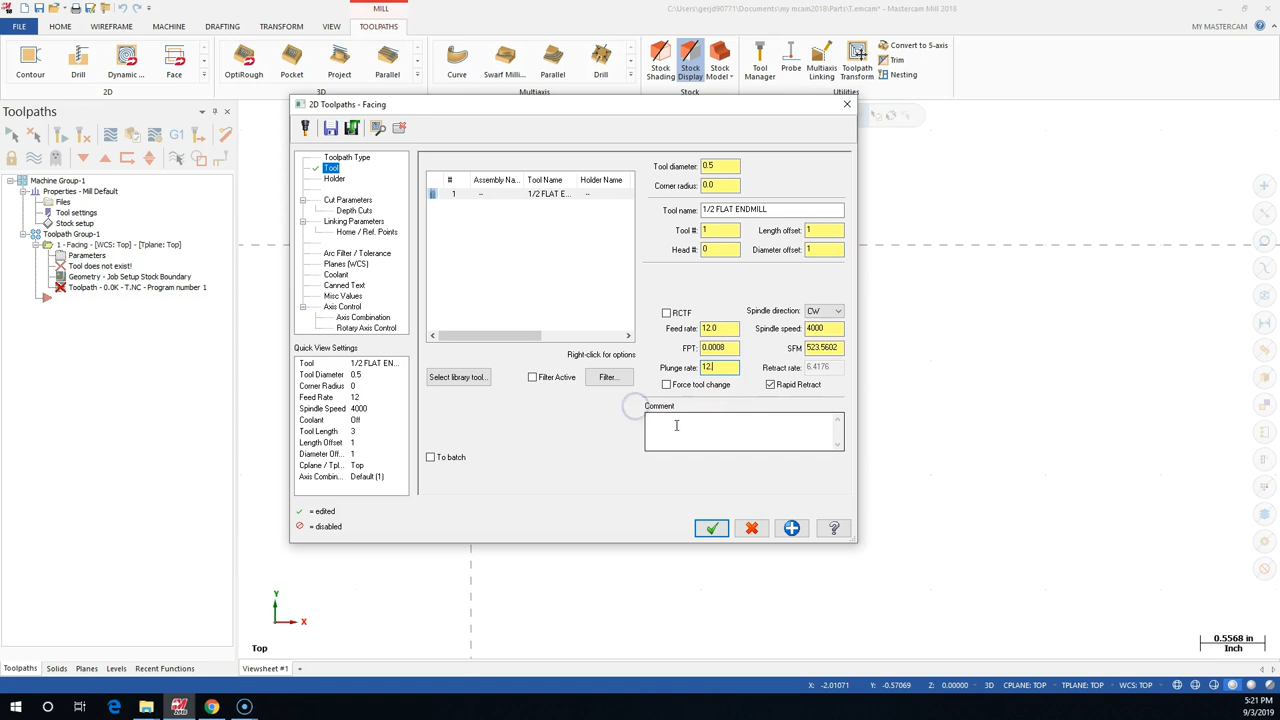 MILL
C:\Users\gerjd90771\Documents\my mcam2018\Parts\T.emcam* - Mastercam Mill 2018
FILE HOME WIREFRAME MACHINE DRAFTING TRANSFORM VIEW TOOLPATHS MY MASTERCAM
Contour Drill Dynamic ... Face OptiRough Pocket Project Parallel Curve Swarf Milli... Parallel Drill
Stock Shading Stock Display Stock Model Tool Manager Probe Multiaxis Linking Toolpath Transform
Convert to 5-axis
Trim
Nesting
2D 3D Multiaxis Stock Utilities
Toolpaths
Machine Group-1
Properties - Mill Default
Files
Tool settings
Stock setup
Toolpath Group-1
1 - Facing - [WCS: Top] - [Tplane: Top]
Parameters
Tool does not exist!
Geometry - Job Setup Stock Boundary
Toolpath - 0.0K - T.NC - Program number 1
2D Toolpaths - Facing
Toolpath Type
Tool
Holder
Cut Parameters
Depth Cuts
Linking Parameters
Home / Ref. Points
Arc Filter / Tolerance
Planes (WCS)
Coolant
Canned Text
Misc Values
Axis Control
Axis Combination
Rotary Axis Control
Quick View Settings
Tool 1/2 FLAT EN...
Tool Diameter 0.5
Corner Radius 0
Feed Rate 12
Spindle Speed 4000
Coolant Off
Tool Length 3
Length Offset 1
Diameter Off... 1
Cplane / Tpl... Top
Axis Combin... Default (1)
= edited
= disabled
# Assembly Na... Tool Name Holder Name
1 -- 1/2 FLAT E... --
Right-click for options
Select library tool... Filter Active Filter...
To batch
Tool diameter: 0.5
Corner radius: 0.0
Tool name: 1/2 FLAT ENDMILL
Tool #: 1 Length offset: 1
Head #: 0 Diameter offset: 1
RCTF Spindle direction: CW
Feed rate: 12.0 Spindle speed: 4000
FPT: 0.0008 SFM 523.5602
Plunge rate: 12. Retract rate: 6.4176
Force tool change Rapid Retract
Comment
Y
X
Top
0.5568 in
Inch
Toolpaths Solids Planes Levels Recent Functions Viewsheet #1 +
X: -2.01071 Y: -0.57069 Z: 0.00000 3D CPLANE: TOP TPLANE: TOP WCS: TOP
2018
5:21 PM
9/3/2019